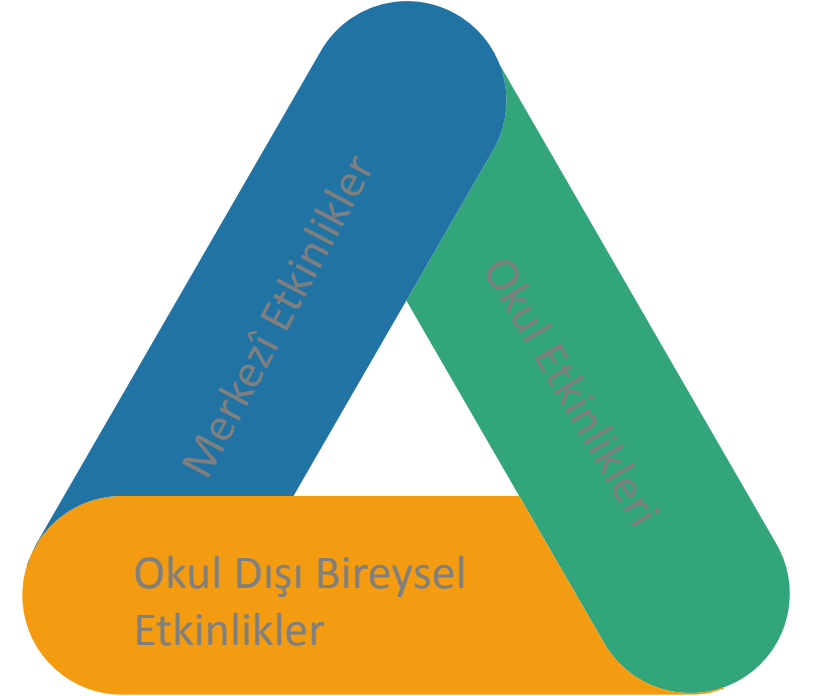 Merkezî Etkinlikler
Okul Etkinlikleri
Okul Dışı Bireysel
Etkinlikler